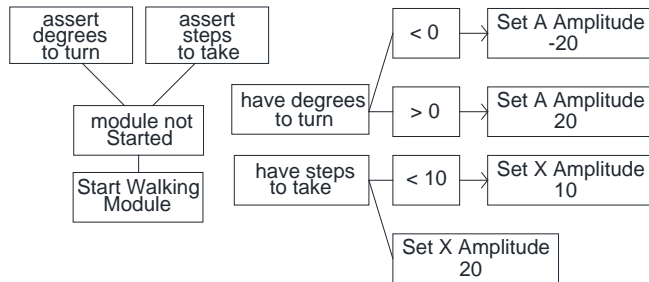 assert
degrees
to turn
assert
steps
to take
module not
Started
Start Walking
Module
have degrees
to turn
< 0
Set A Amplitude
-20
> 0
Set A Amplitude
20
have steps
to take
< 10
Set X Amplitude
10
Set X Amplitude
20